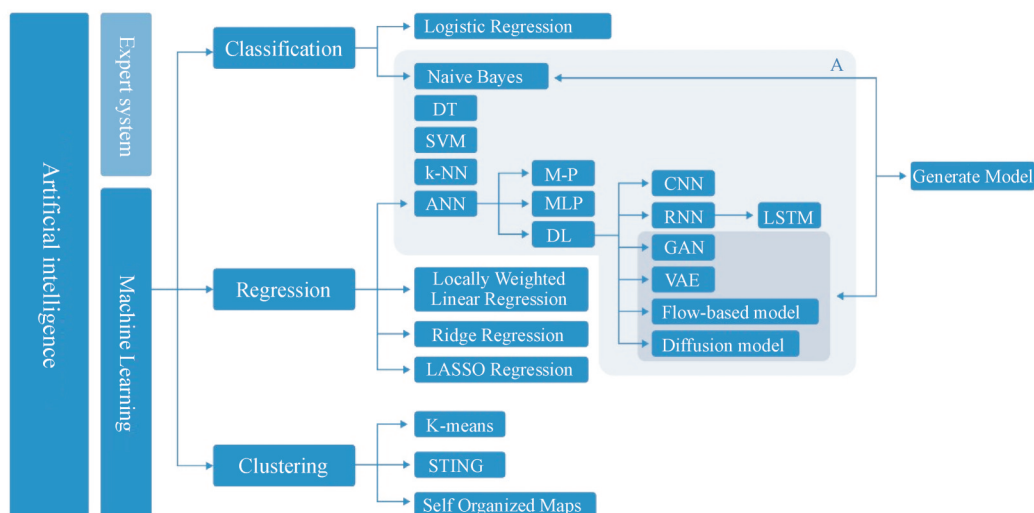 Artificial intelligence
Expert system
Machine Learning
Classification
Logistic Regression
A
Naive Bayes
DT
SVM
k-NN
ANN
M-P
MLP
DL
CNN
RNN
LSTM
GAN
VAE
Flow-based model
Diffusion model
Generate Model
Regression
Locally Weighted
Linear Regression
Ridge Regression
LASSO Regression
Clustering
K-means
STING
Self Organized Maps